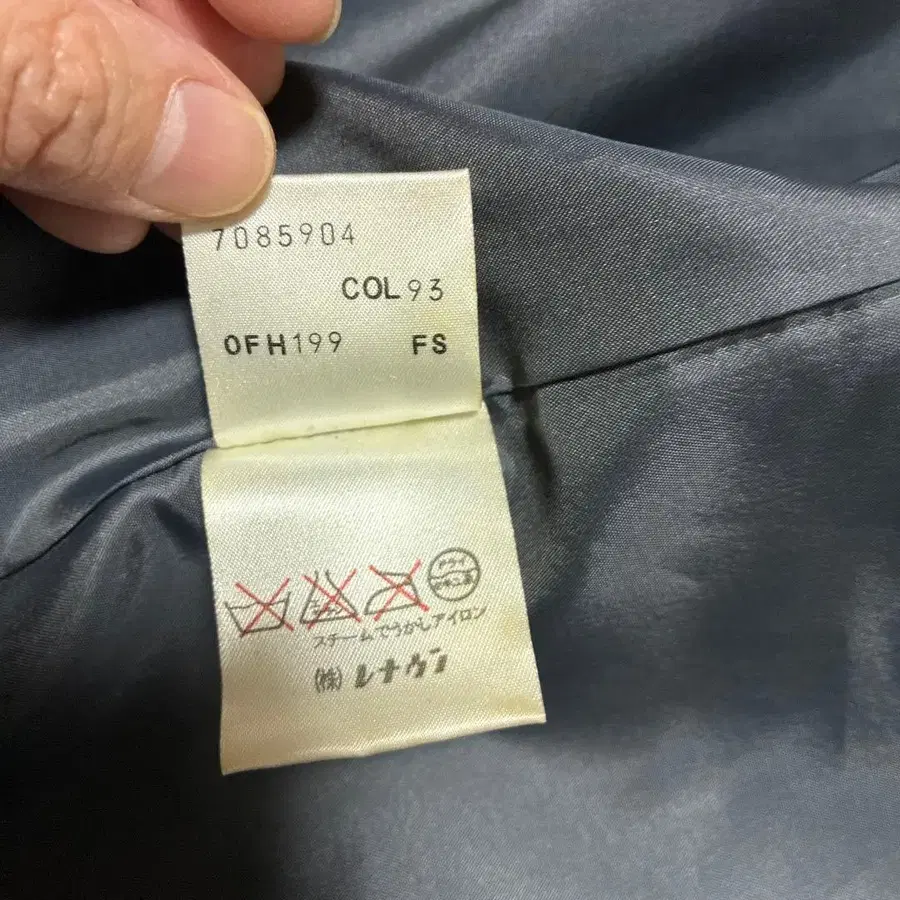 7085904
COL 93
OFH199 FS
ドライ
スチームでうかしアイロン
(株) レナウン